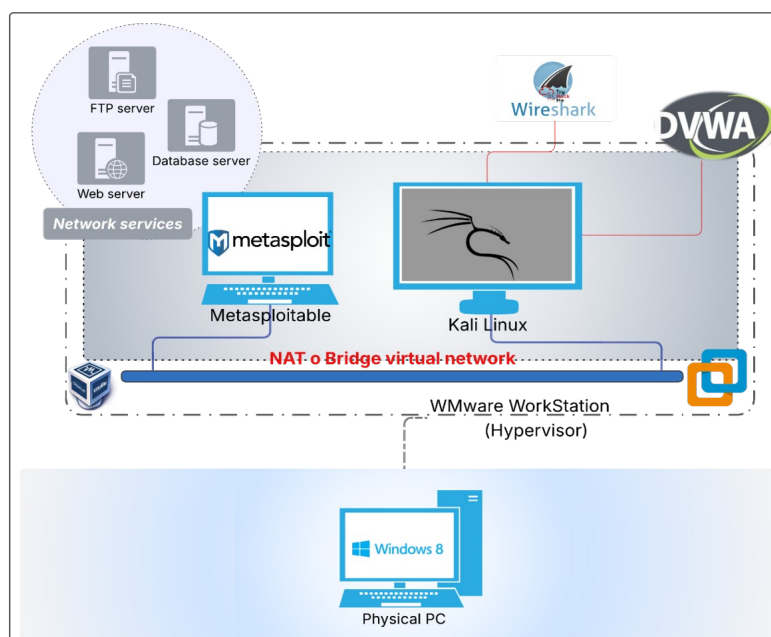 FTP server
Database server
Web server
Network services
Wireshark
DVWA
metasploit
Metasploitable
Kali Linux
NAT o Bridge virtual network
WMware WorkStation
(Hypervisor)
Windows 8
Physical PC